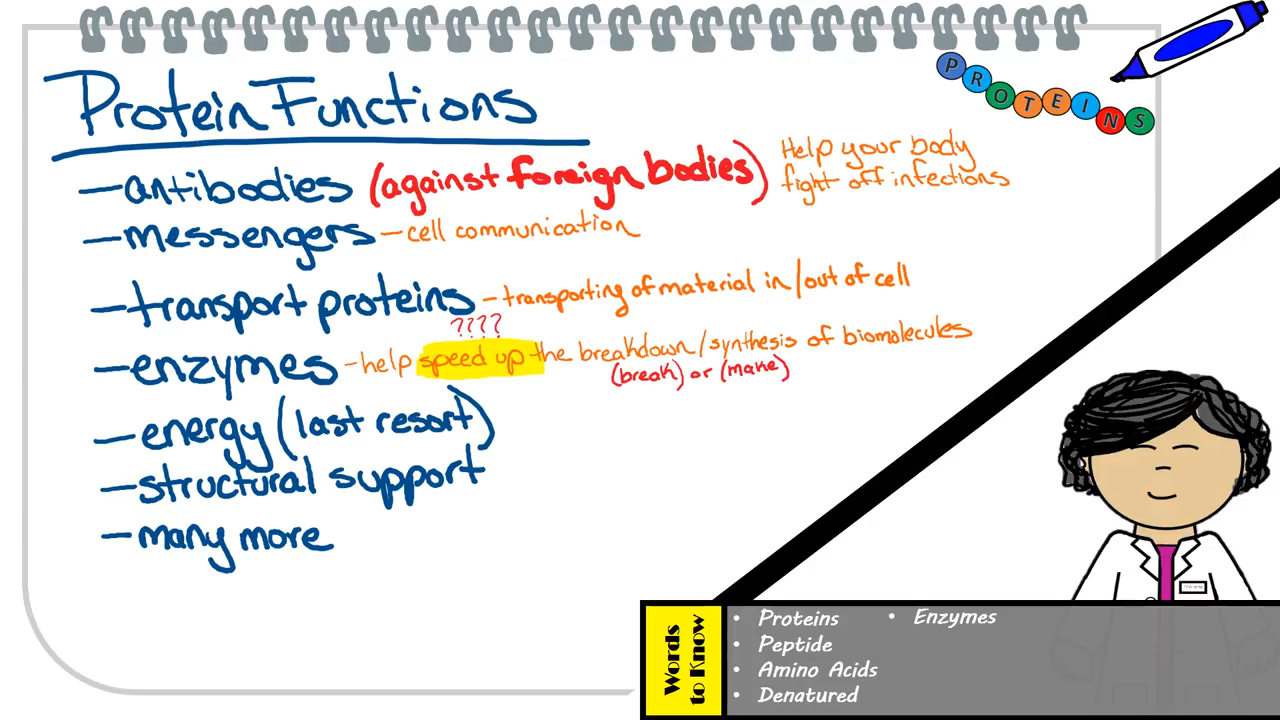 PROTEINS
Protein Functions
– antibodies (against foreign bodies) Help your body
fight off infections
– messengers – cell communication
– transport proteins – transporting of material in/out of cell
????
– enzymes – help speed up the breakdown/synthesis of biomolecules
(break) or (make)
– energy (last resort)
– structural support
– many more
Words
to Know
• Proteins
• Peptide
• Amino Acids
• Denatured
• Enzymes